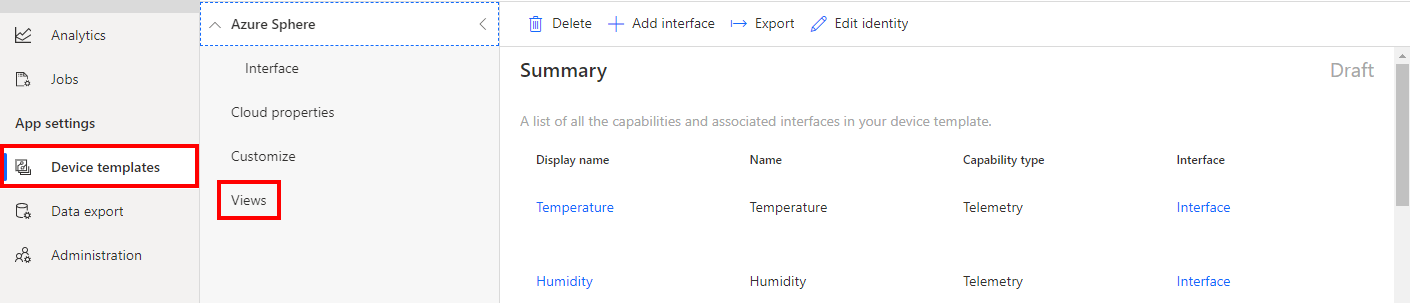 Analytics
Jobs
App settings
Device templates
Data export
Administration
Azure Sphere
Interface
Cloud properties
Customize
Views
Delete Add interface Export Edit identity
Summary Draft
A list of all the capabilities and associated interfaces in your device template.
Display name Name Capability type Interface
Temperature Temperature Telemetry Interface
Humidity Humidity Telemetry Interface